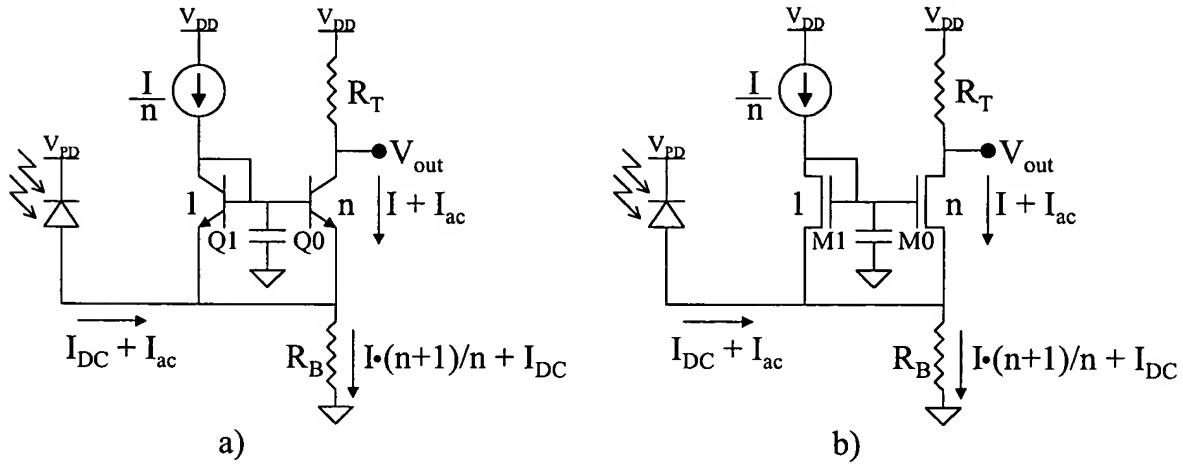 V_DD V_DD
I/n
R_T
V_PD
V_out
1 n
I + I_ac
Q1 Q0
I_DC + I_ac
R_B
I•(n+1)/n + I_DC
a)
V_DD V_DD
I/n
R_T
V_PD
V_out
1 n
I + I_ac
M1 M0
I_DC + I_ac
R_B
I•(n+1)/n + I_DC
b)